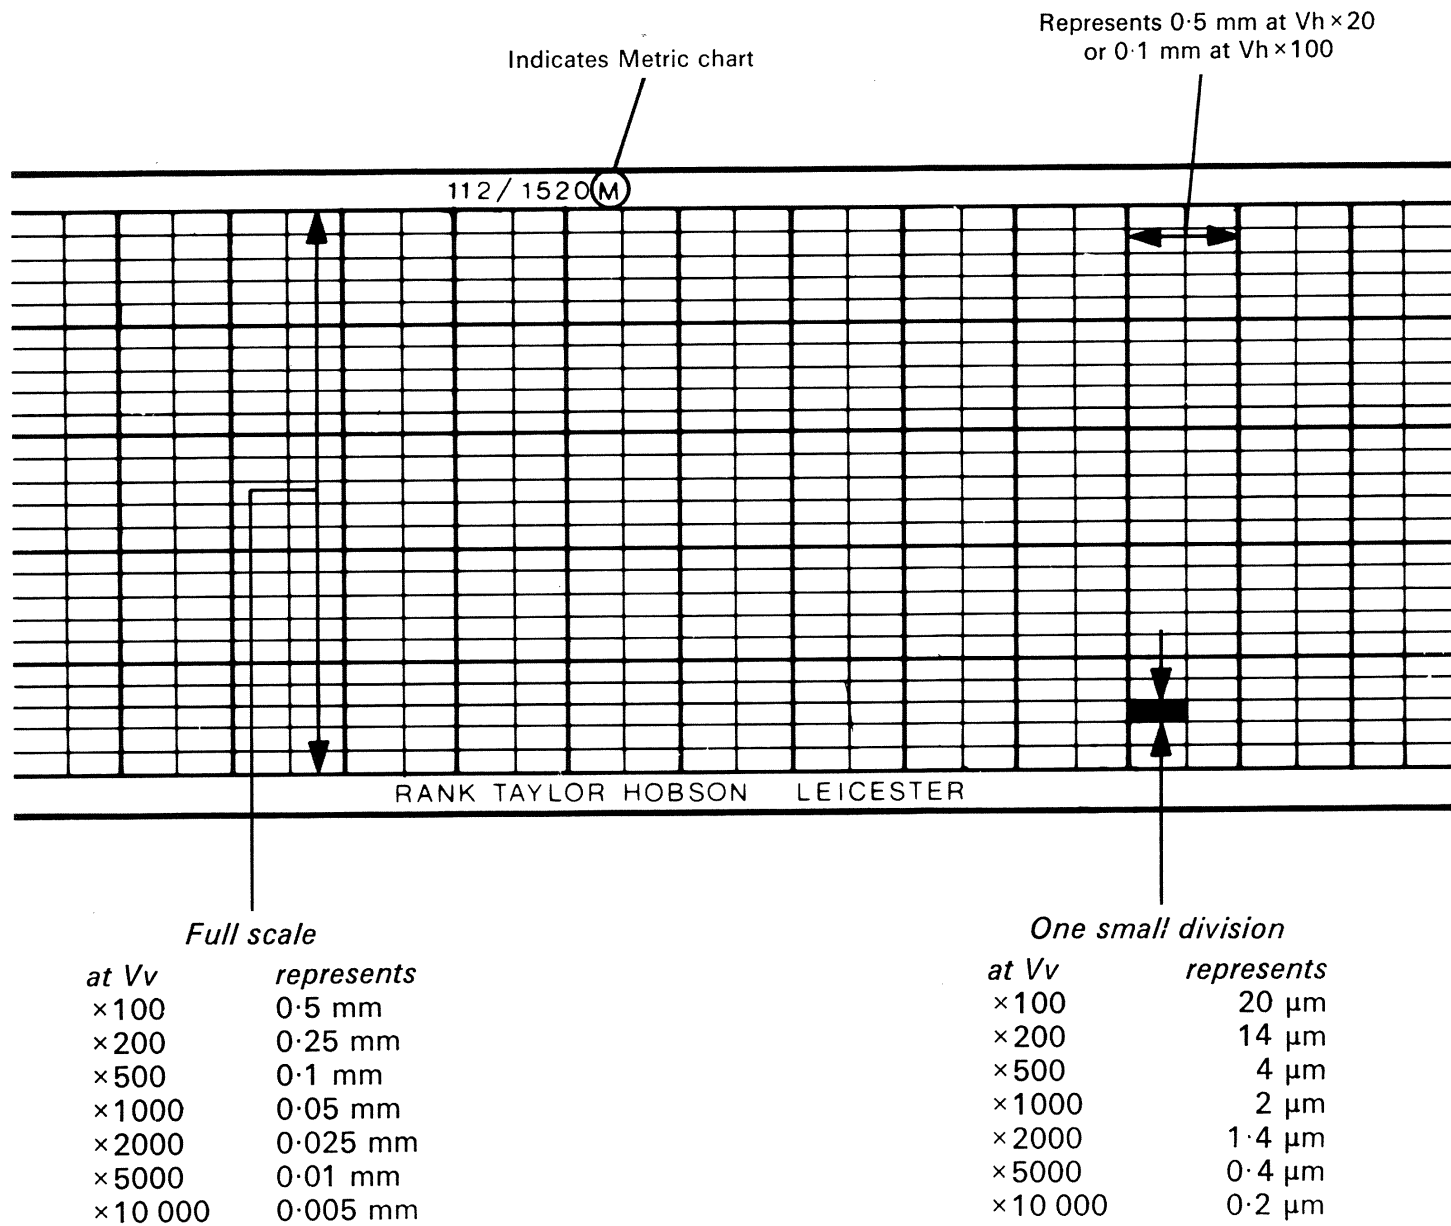 Represents 0·5 mm at Vh×20
or 0·1 mm at Vh×100
Indicates Metric chart
112/1520 M
RANK TAYLOR HOBSON LEICESTER
Full scale
at Vv represents
×100 0·5 mm
×200 0·25 mm
×500 0·1 mm
×1000 0·05 mm
×2000 0·025 mm
×5000 0·01 mm
×10 000 0·005 mm
One small division
at Vv represents
×100 20 μm
×200 14 μm
×500 4 μm
×1000 2 μm
×2000 1·4 μm
×5000 0·4 μm
×10 000 0·2 μm